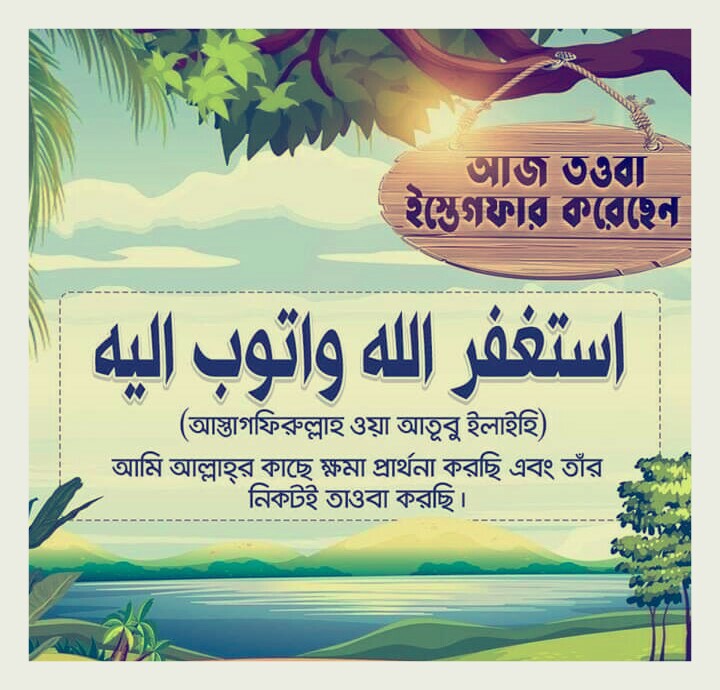 আজ তওবা
ইস্তেগফার করেছেন
استغفر الله واتوب اليه
(আস্তাগফিরুল্লাহ ওয়া আতূবু ইলাইহি)
আমি আল্লাহ্‌র কাছে ক্ষমা প্রার্থনা করছি এবং তাঁর
নিকটই তাওবা করছি।